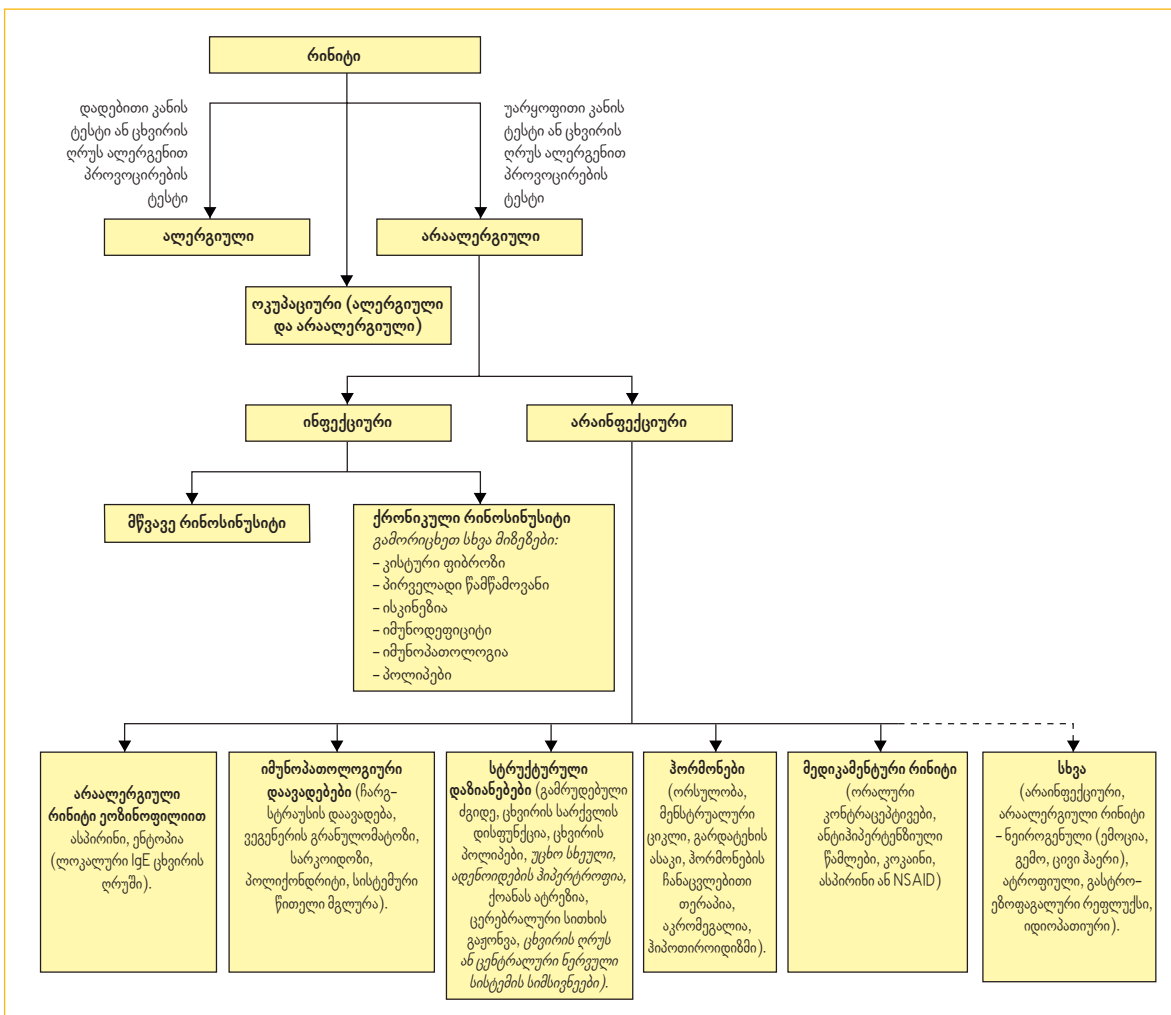 რინიტი
დადებითი კანის
ტესტი ან ცხვირის
ღრუს ალერგენით
პროვოცირების
ტესტი
უარყოფითი კანის
ტესტი ან ცხვირის
ღრუს ალერგენით
პროვოცირების
ტესტი
ალერგიული
არაალერგიული
ოკუპაციური (ალერგიული
და არაალერგიული)
ინფექციური
არაინფექციური
მწვავე რინოსინუსიტი
ქრონიკული რინოსინუსიტი
გამორიცხეთ სხვა მიზეზები:
– კისტური ფიბროზი
– პირველადი წამწამოვანი
– ისკინეზია
– იმუნოდეფიციტი
– იმუნოპათოლოგია
– პოლიპები
არაალერგიული
რინიტი ეოზინოფილიით
ასპირინი, ენტოპია
(ლოკალური IgE ცხვირის
ღრუში).
იმუნოპათოლოგიური
დაავადებები (ჩარგ–
სტრაუსის დაავადება,
ვეგენერის გრანულომატოზი,
სარკოიდოზი,
პოლიქონდრიტი, სისტემური
წითელი მგლურა).
სტრუქტურული
დაზიანებები (გამრუდებული
ძგიდე, ცხვირის სარქვლის
დისფუნქცია, ცხვირის
პოლიპები, უცხო სხეული,
ადენოიდების ჰიპერტროფია,
ქოანას ატრეზია,
ცერებრალური სითხის
გაჟონვა, ცხვირის ღრუს
ან ცენტრალური ნერვული
სისტემის სიმსივნეები).
ჰორმონები
(ორსულობა,
მენსტრუალური
ციკლი, გარდატეხის
ასაკი, ჰორმონების
ჩანაცვლებითი
თერაპია,
აკრომეგალია,
ჰიპოთიროიდიზმი).
მედიკამენტური რინიტი
(ორალური
კონტრაცეპტივები,
ანტიჰიპერტენზიული
წამლები, კოკაინი,
ასპირინი ან NSAID)
სხვა
(არაინფექციური,
არაალერგიული რინიტი
– ნეიროგენული (ემოცია,
გემო, ცივი ჰაერი),
ატროფიული, გასტრო–
ეზოფაგალური რეფლუქსი,
იდიოპათიური).